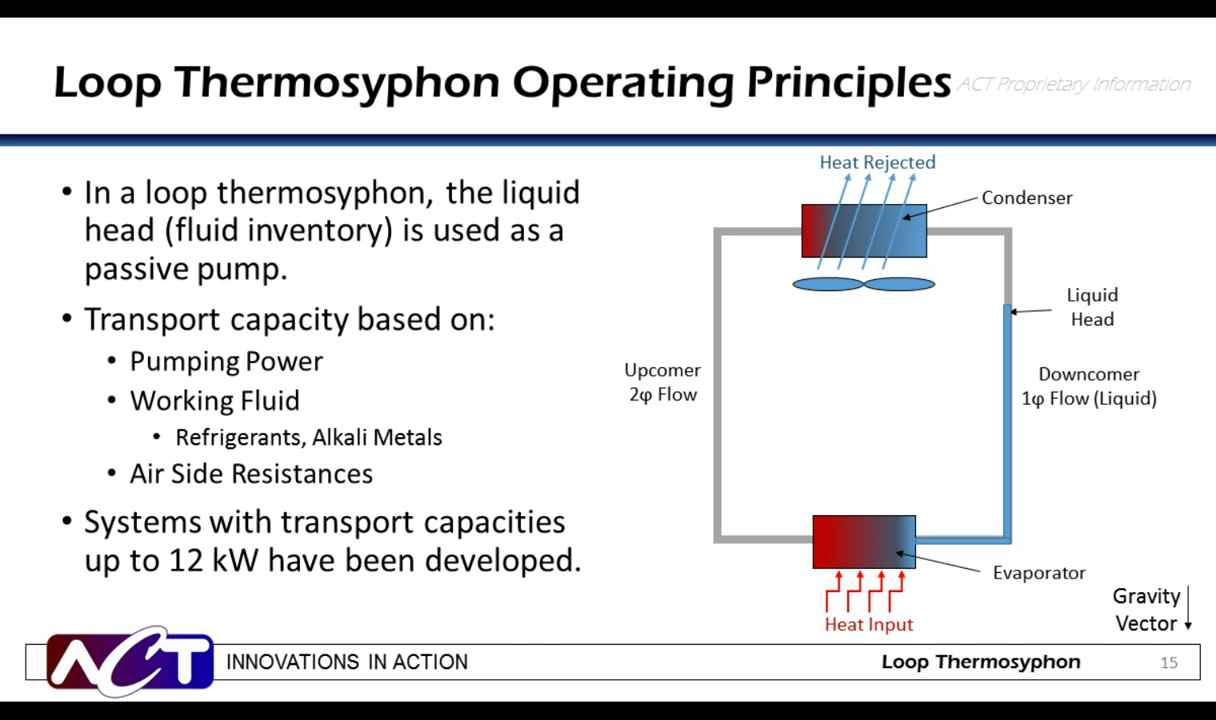 Loop Thermosyphon Operating Principles
ACT Proprietary Information
• In a loop thermosyphon, the liquid
head (fluid inventory) is used as a
passive pump.
• Transport capacity based on:
• Pumping Power
• Working Fluid
• Refrigerants, Alkali Metals
• Air Side Resistances
• Systems with transport capacities
up to 12 kW have been developed.
Heat Rejected
Condenser
Liquid
Head
Upcomer
2φ Flow
Downcomer
1φ Flow (Liquid)
Evaporator
Heat Input
Gravity
Vector
ACT
INNOVATIONS IN ACTION
Loop Thermosyphon
15